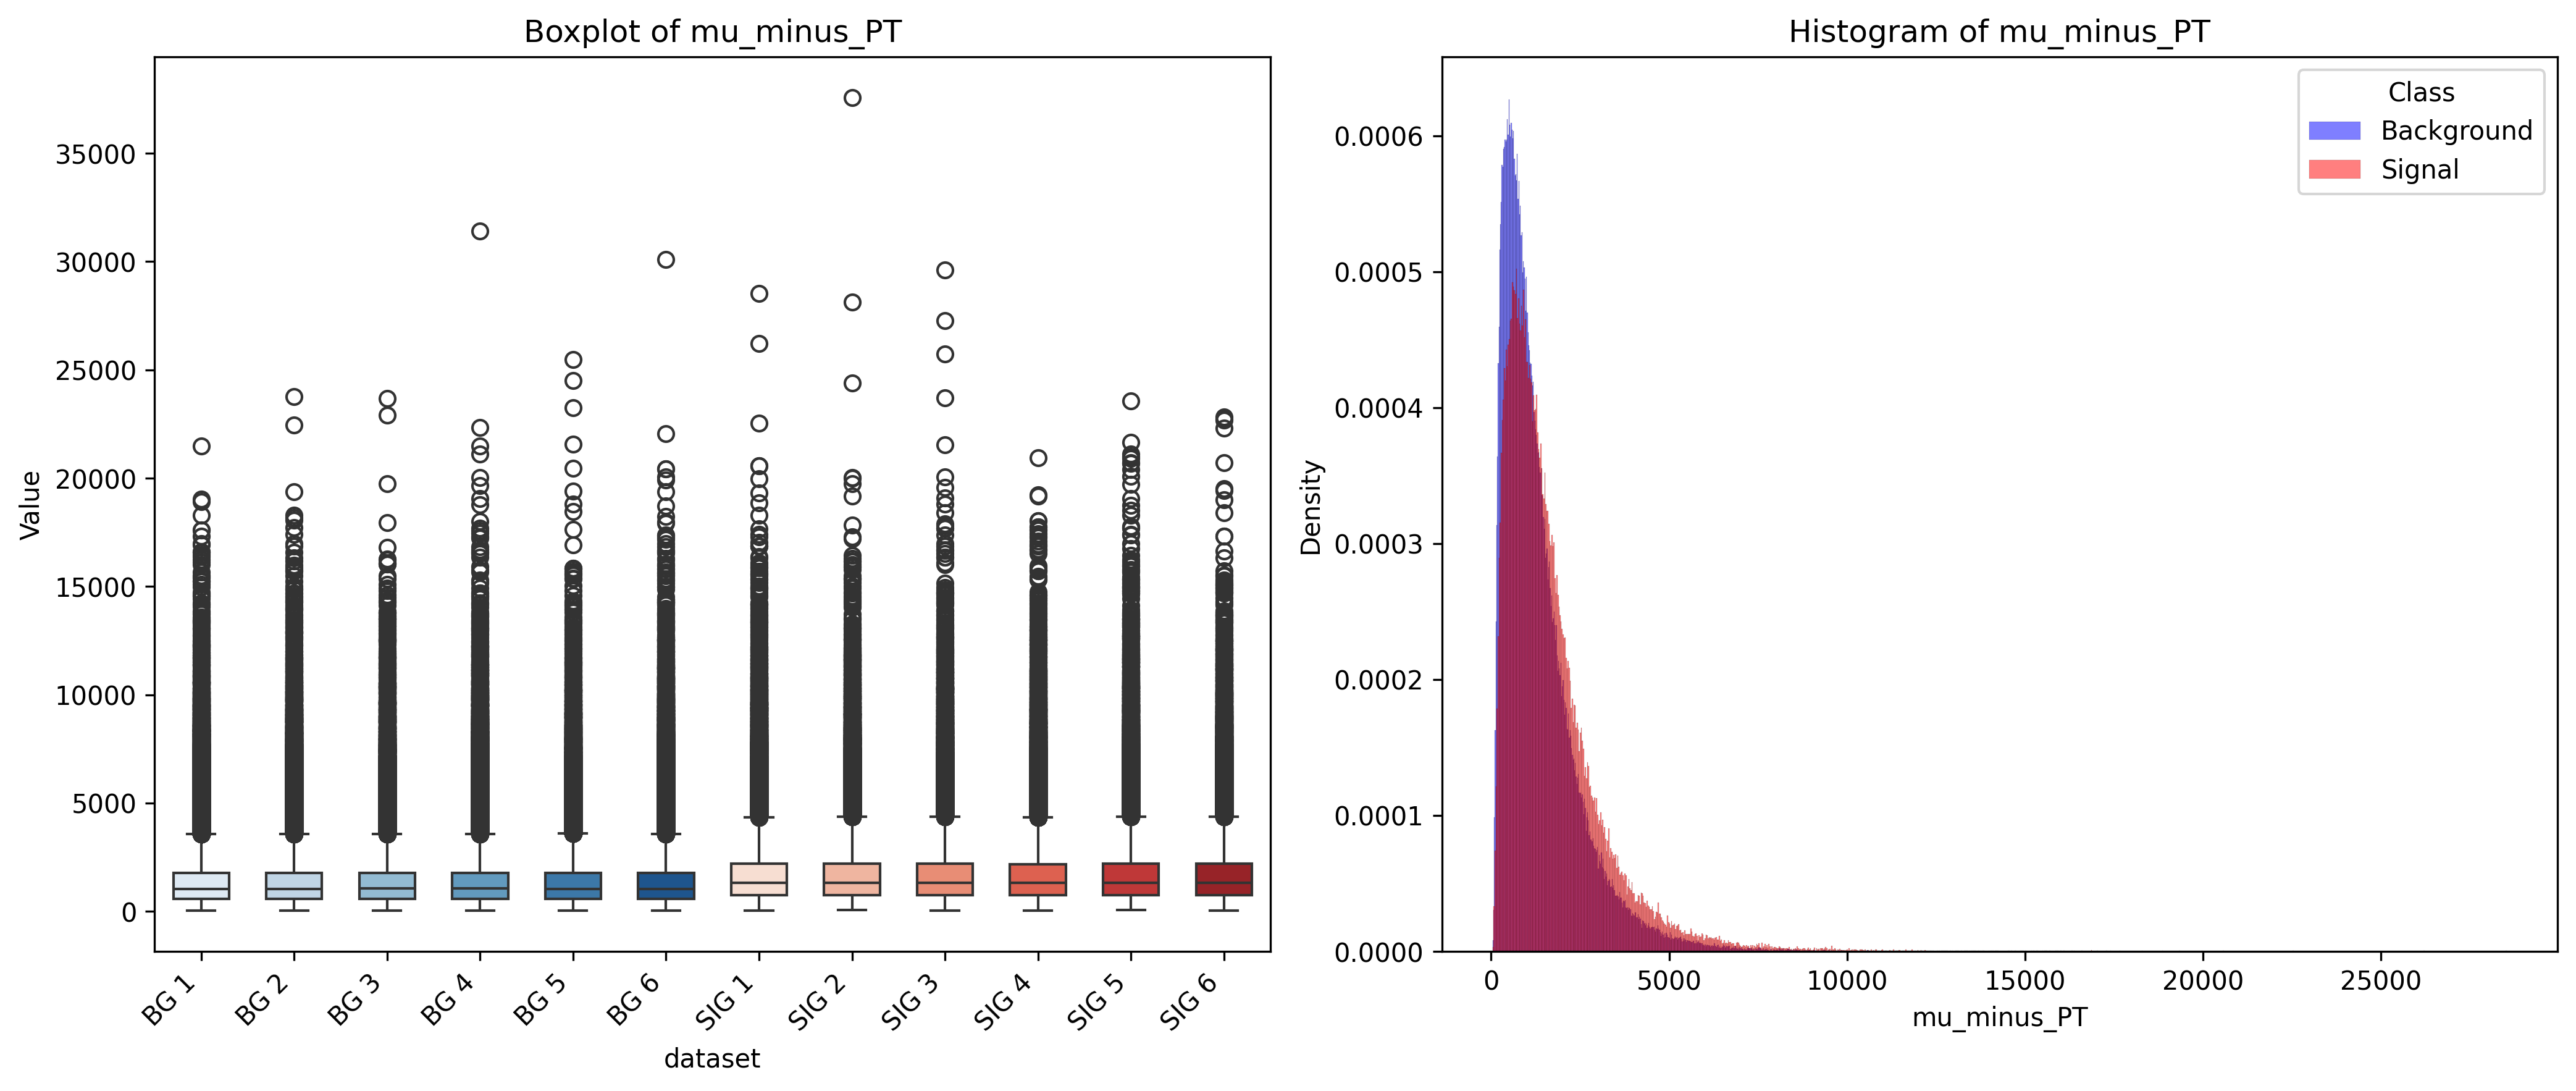 Boxplot of mu_minus_PT
Value
35000
30000
25000
20000
15000
10000
5000
0
BG 1
BG 2
BG 3
BG 4
BG 5
BG 6
SIG 1
SIG 2
SIG 3
SIG 4
SIG 5
SIG 6
dataset
Histogram of mu_minus_PT
Class
Background
Signal
Density
0.0006
0.0005
0.0004
0.0003
0.0002
0.0001
0.0000
0
5000
10000
15000
20000
25000
mu_minus_PT